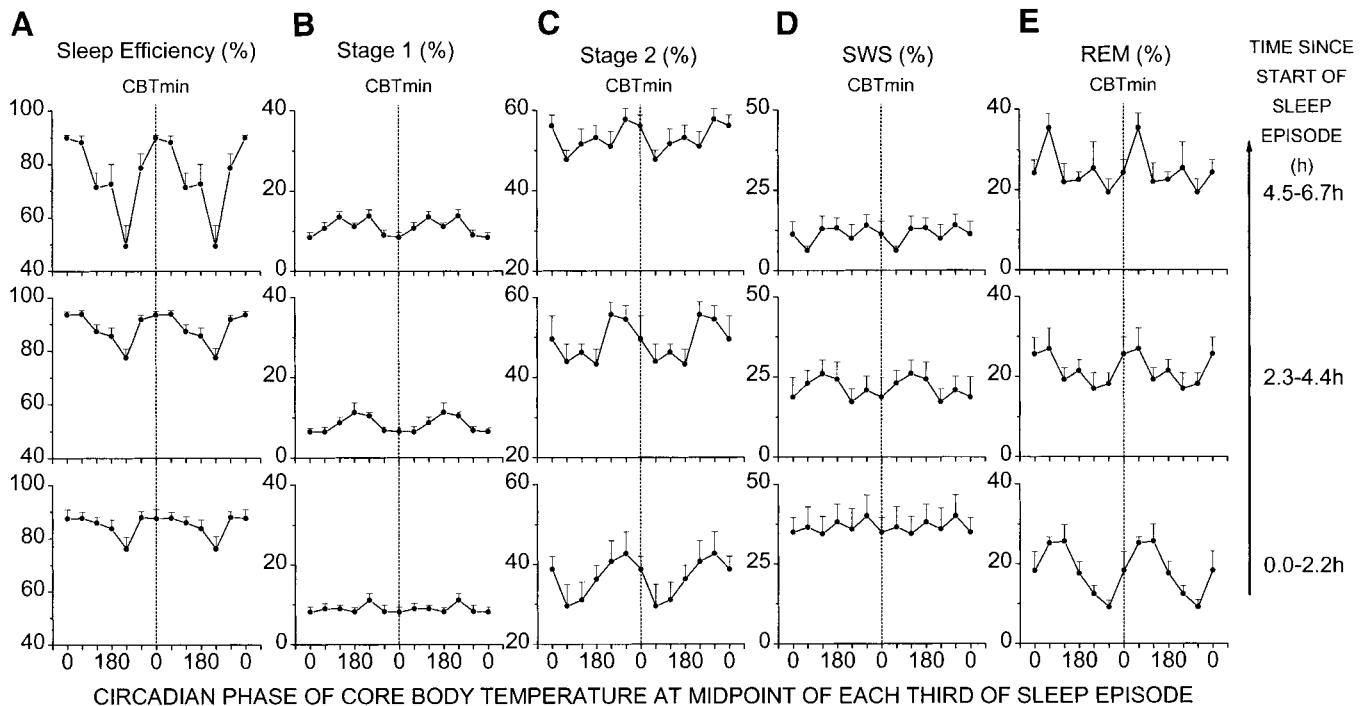 A B C D E
Sleep Efficiency (%) Stage 1 (%) Stage 2 (%) SWS (%) REM (%)
CBTmin CBTmin CBTmin CBTmin CBTmin
TIME SINCE
START OF
SLEEP
EPISODE
(h)
100 40 60 50 40
80 20 40 25 20
60 0 20 0 0
40
4.5-6.7h
100 40 60 50 40
80 20 40 25 20
60 0 20 0 0
40
2.3-4.4h
100 40 60 50 40
80 20 40 25 20
60 0 20 0 0
40
0.0-2.2h
0 180 0 180 0 0 180 0 180 0 0 180 0 180 0 0 180 0 180 0 0 180 0 180 0
CIRCADIAN PHASE OF CORE BODY TEMPERATURE AT MIDPOINT OF EACH THIRD OF SLEEP EPISODE